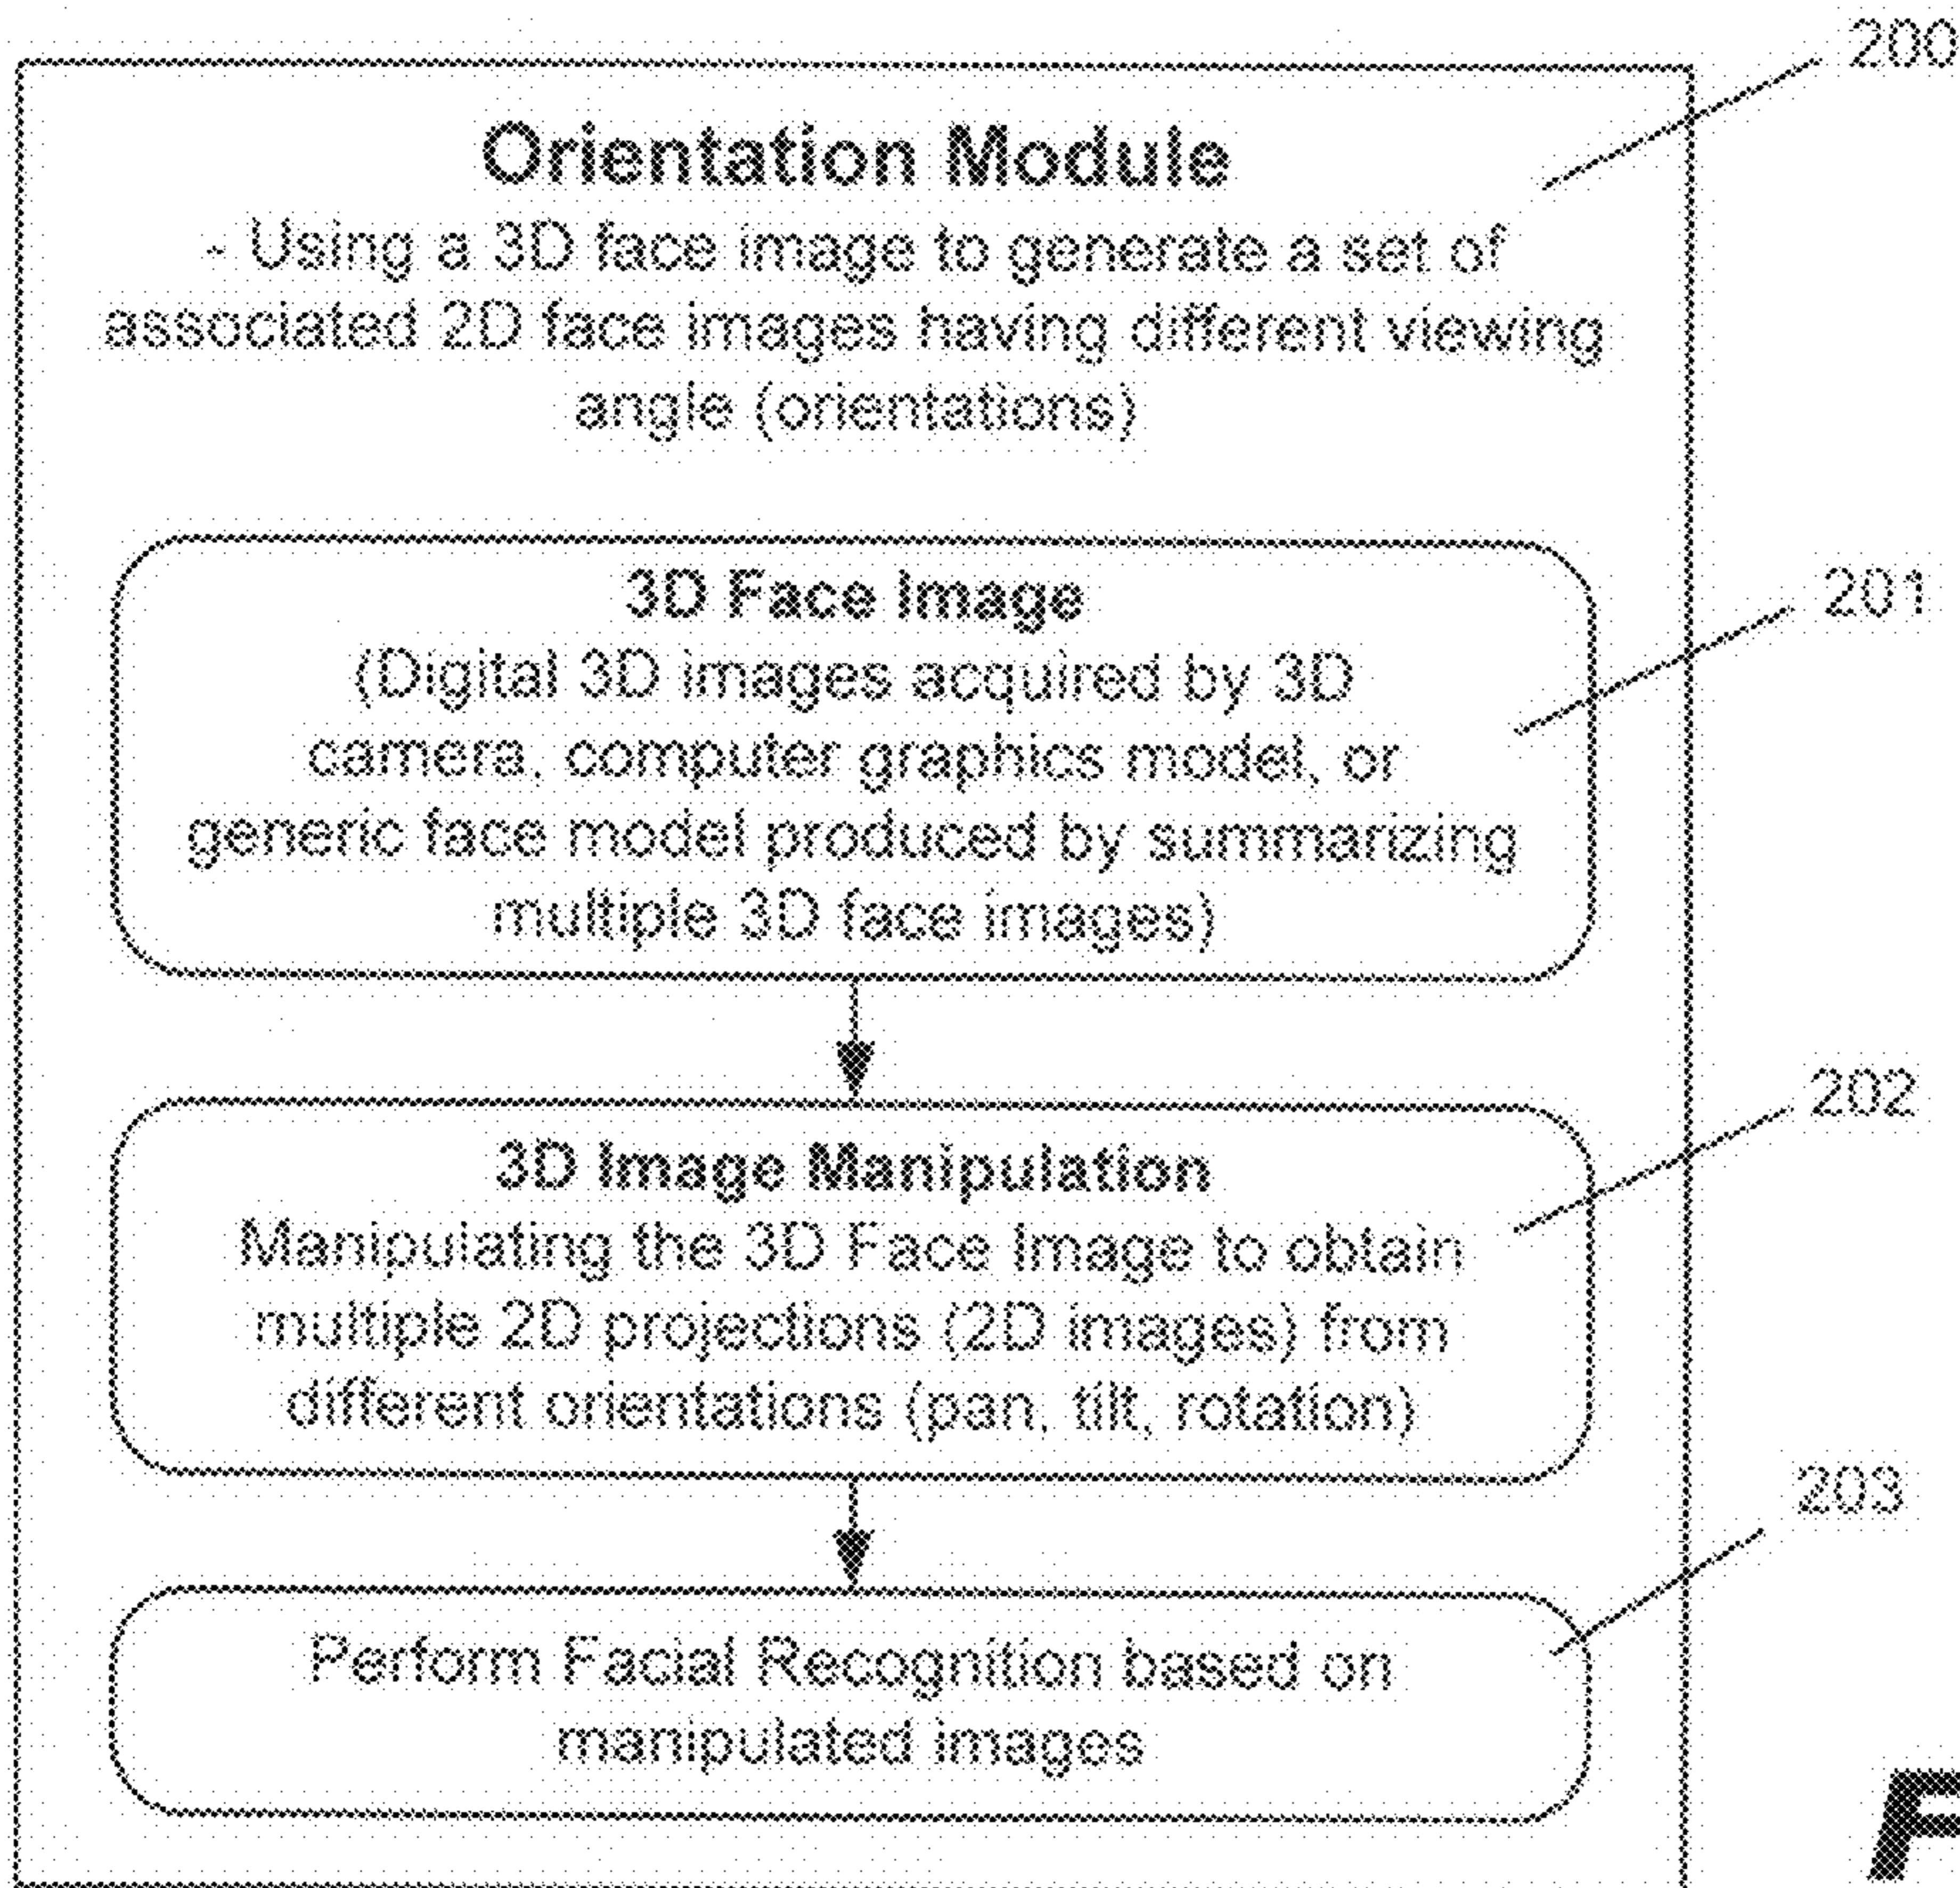 200
Orientation Module
- Using a 3D face image to generate a set of
associated 2D face images having different viewing
angle (orientations)
3D Face Image
201
(Digital 3D images acquired by 3D
camera, computer graphics model, or
generic face model produced by summarizing
multiple 3D face images)
202
3D Image Manipulation
Manipulating the 3D Face Image to obtain
multiple 2D projections (2D images) from
different orientations (pan, tilt, rotation)
203
Perform Facial Recognition based on
manipulated images
F